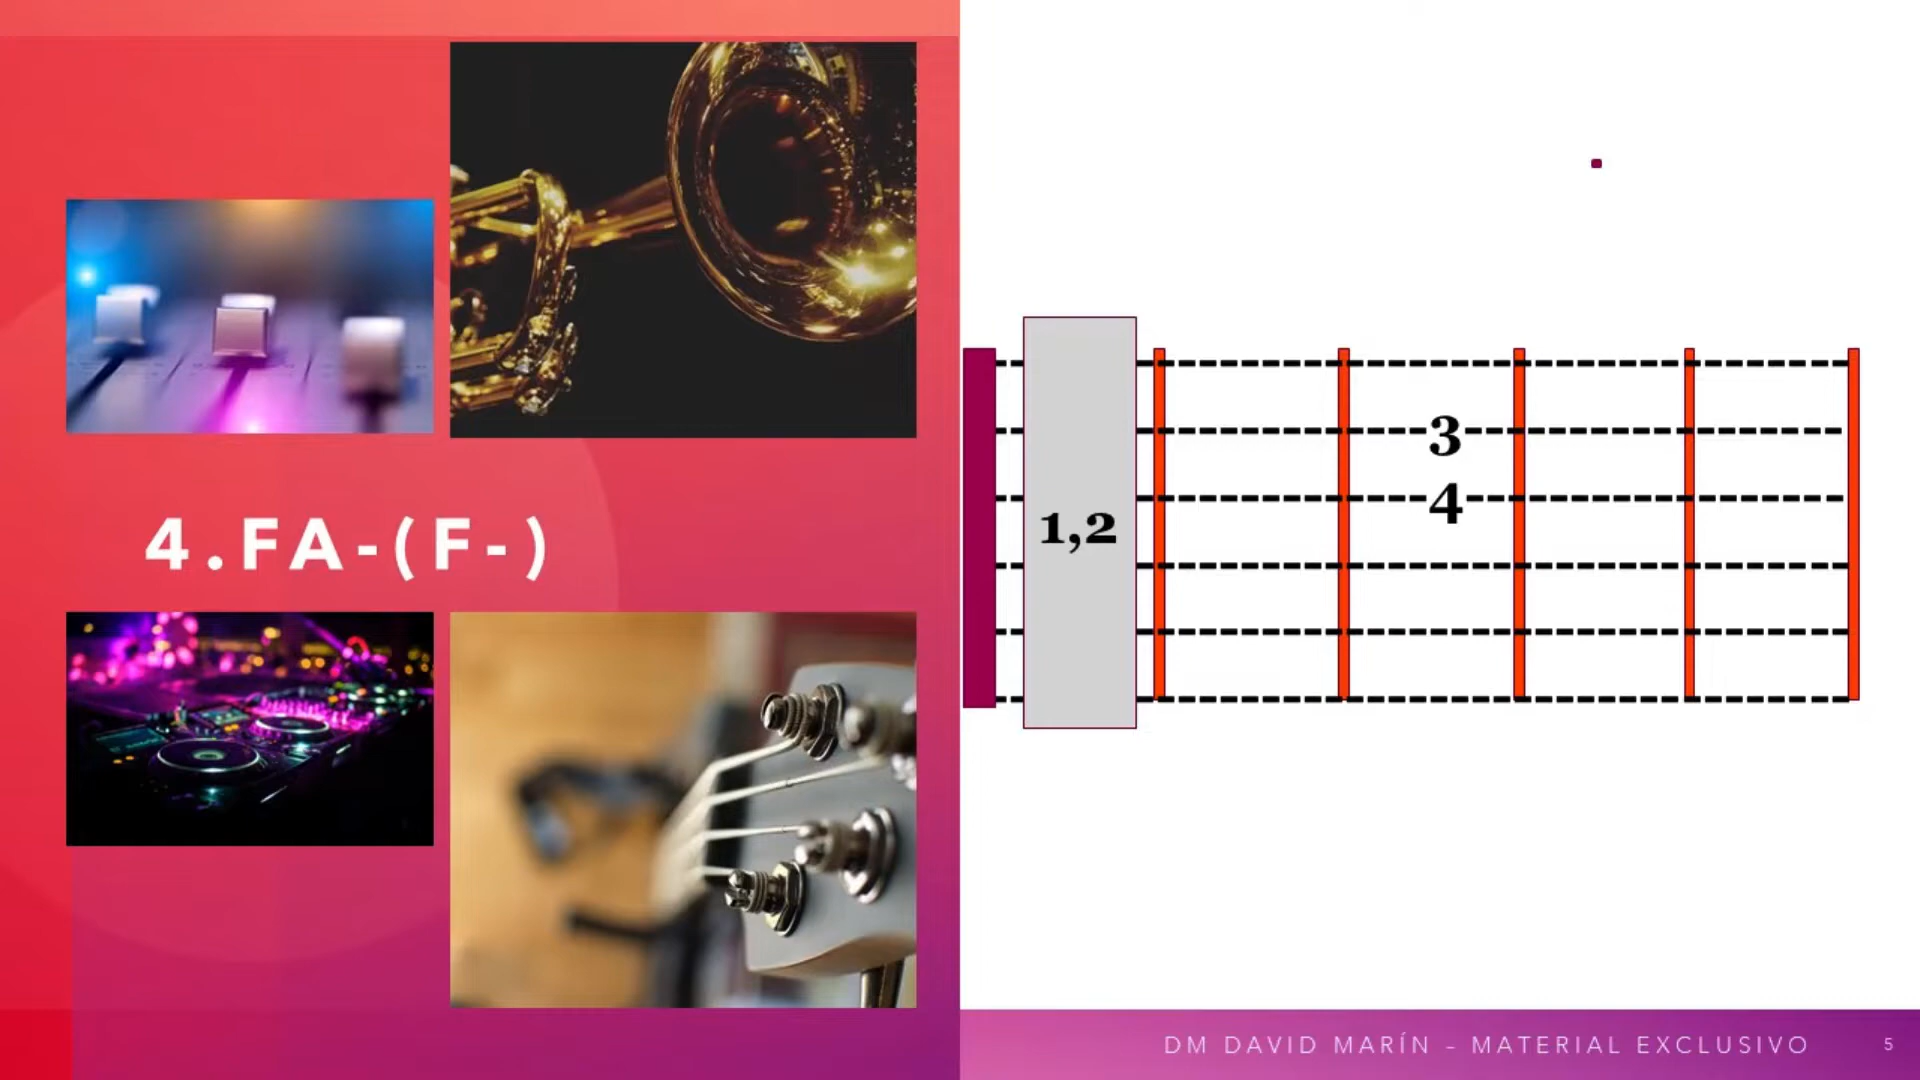 4.FA-(F-)
3
4
1,2
DM DAVID MARÍN – MATERIAL EXCLUSIVO
5